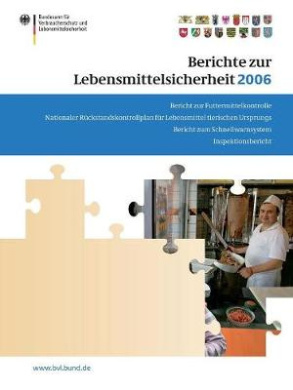 Bundesamt für
Verbraucherschutz und
Lebensmittelsicherheit
Berichte zur
Lebensmittelsicherheit 2006
Bericht zur Futtermittelkontrolle
Nationaler Rückstandskontrollplan für Lebensmittel tierischen Ursprungs
Bericht zum Schnellwarnsystem
Inspektionsbericht
www.bvl.bund.de